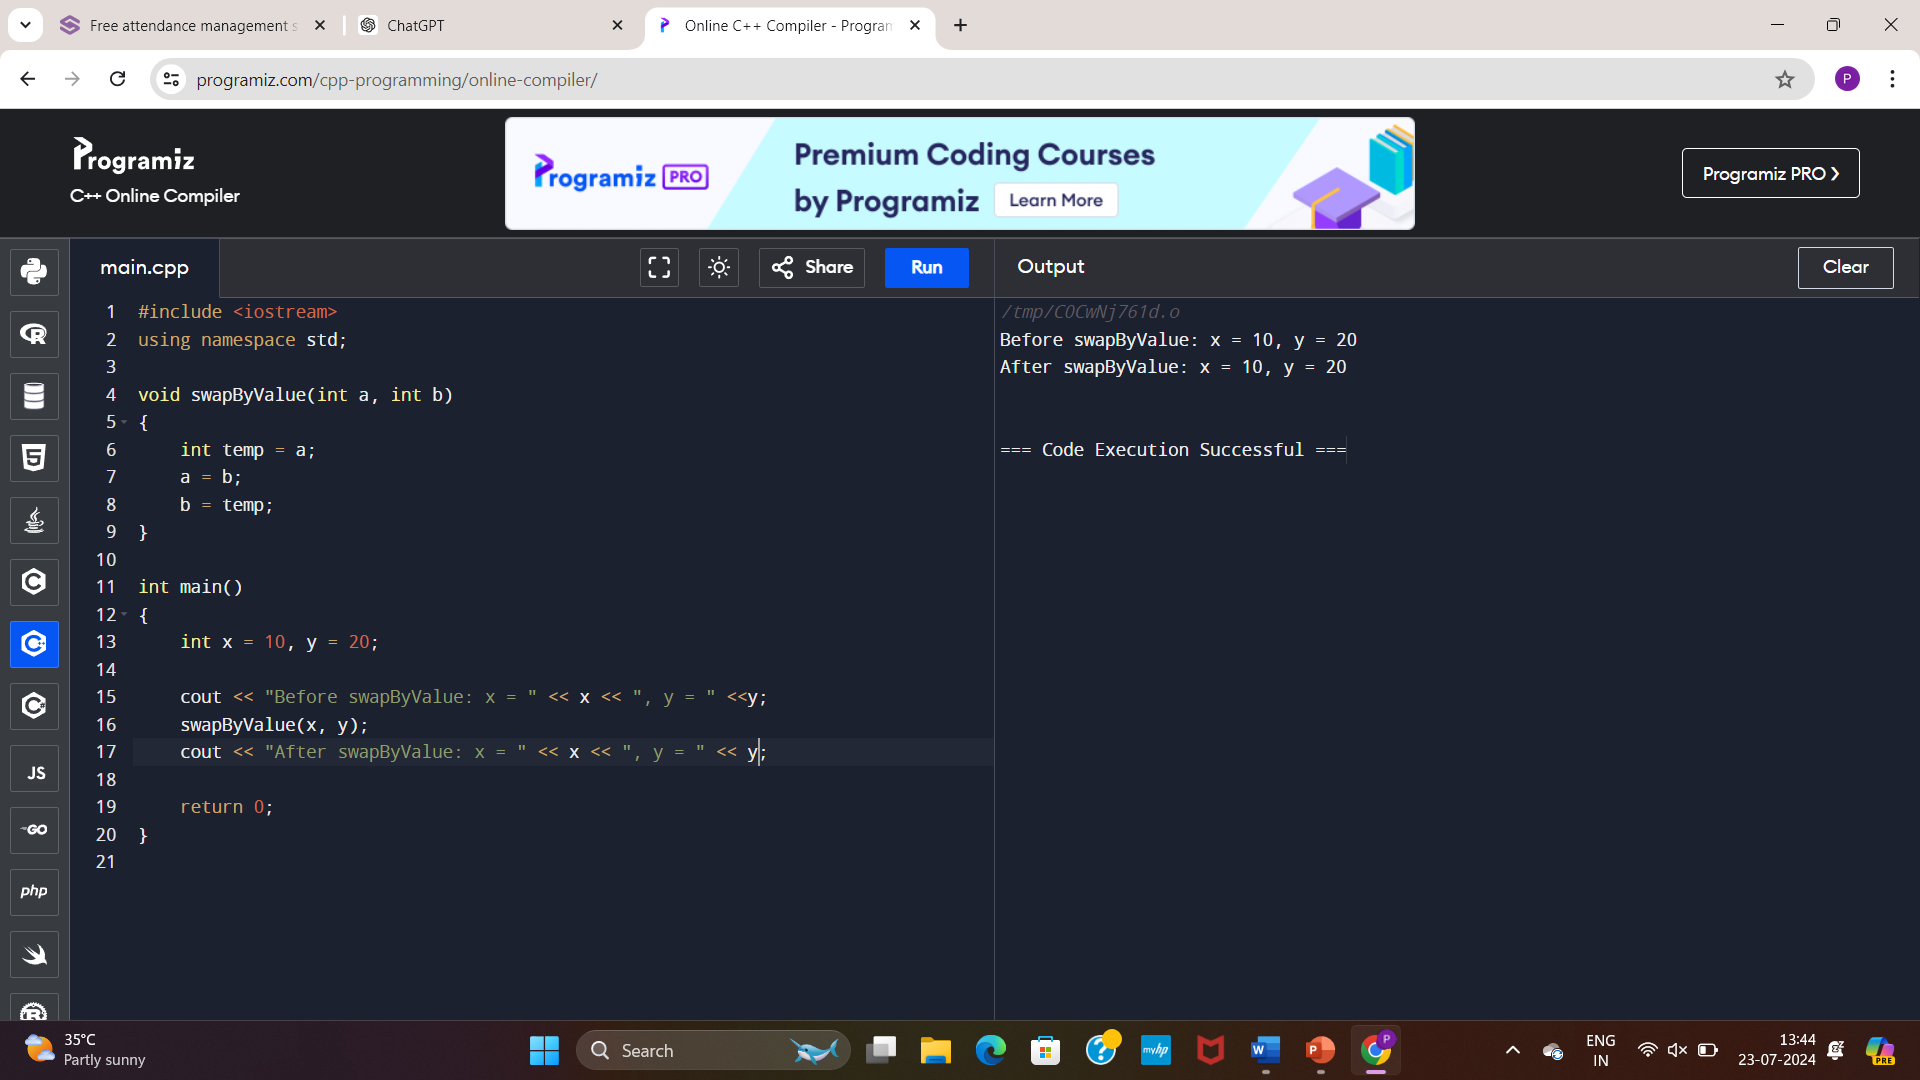 Free attendance management s
ChatGPT
Online C++ Compiler - Program
programiz.com/cpp-programming/online-compiler/
P
Programiz
C++ Online Compiler
Programiz PRO
Premium Coding Courses
by Programiz
Learn More
Programiz PRO
main.cpp
Share
Run
Output
Clear
1 #include <iostream>
2 using namespace std;
3
4 void swapByValue(int a, int b)
5 {
6 int temp = a;
7 a = b;
8 b = temp;
9 }
10
11 int main()
12 {
13 int x = 10, y = 20;
14
15 cout << "Before swapByValue: x = " << x << ", y = " <<y;
16 swapByValue(x, y);
17 cout << "After swapByValue: x = " << x << ", y = " << y;
18
19 return 0;
20 }
21
/tmp/COCwNj761d.o
Before swapByValue: x = 10, y = 20
After swapByValue: x = 10, y = 20
=== Code Execution Successful ===
JS
GO
php
35°C
Partly sunny
Search
myhp
P
ENG
IN
13:44
23-07-2024
PRE